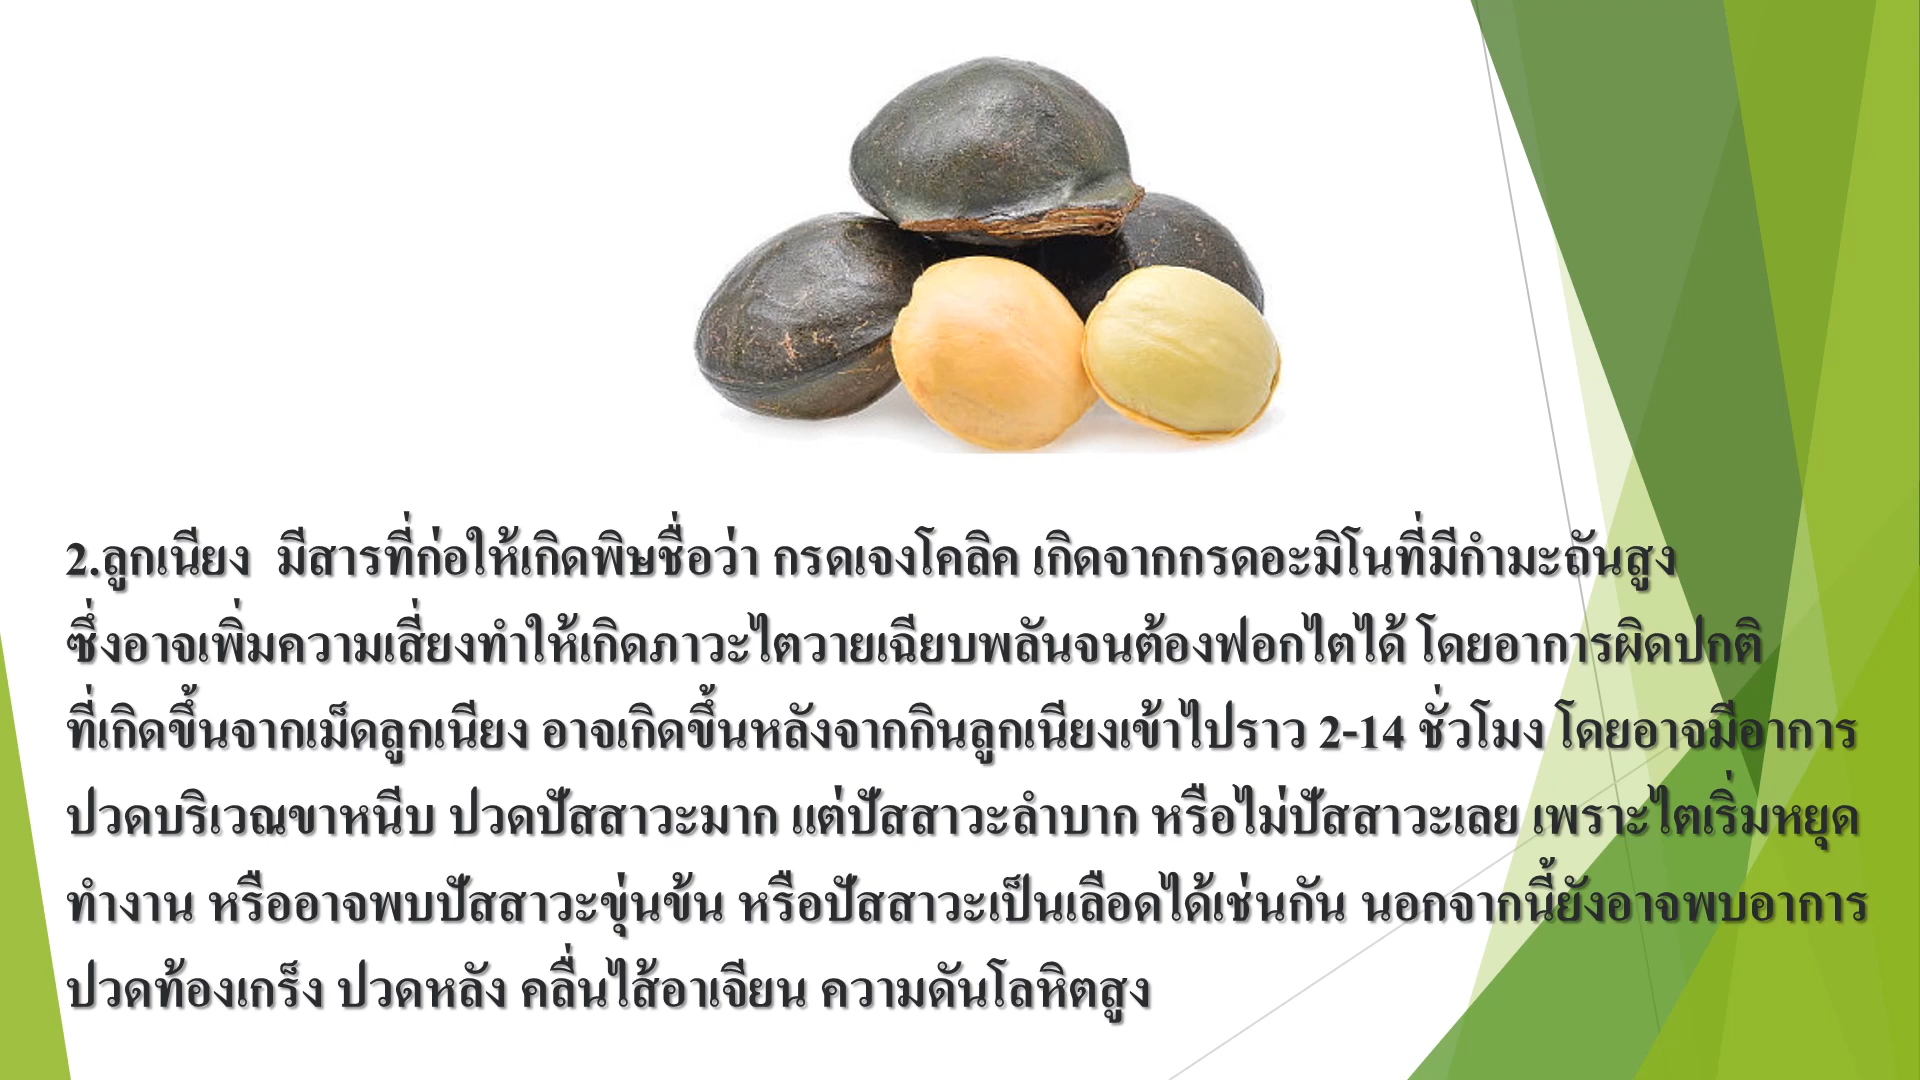 2.ลูกเนียง  มีสารที่ก่อให้เกิดพิษชื่อว่า กรดเจงโคลิค เกิดจากกรดอะมิโนที่มีกำมะถันสูง
ซึ่งอาจเพิ่มความเสี่ยงทำให้เกิดภาวะไตวายเฉียบพลันจนต้องฟอกไตได้ โดยอาการผิดปกติ
ที่เกิดขึ้นจากเม็ดลูกเนียง อาจเกิดขึ้นหลังจากกินลูกเนียงเข้าไปราว 2-14 ชั่วโมง โดยอาจมีอาการ
ปวดบริเวณขาหนีบ ปวดปัสสาวะมาก แต่ปัสสาวะลำบาก หรือไม่ปัสสาวะเลย เพราะไตเริ่มหยุด
ทำงาน หรืออาจพบปัสสาวะขุ่นข้น หรือปัสสาวะเป็นเลือดได้เช่นกัน นอกจากนี้ยังอาจพบอาการ
ปวดท้องเกร็ง ปวดหลัง คลื่นไส้อาเจียน ความดันโลหิตสูง